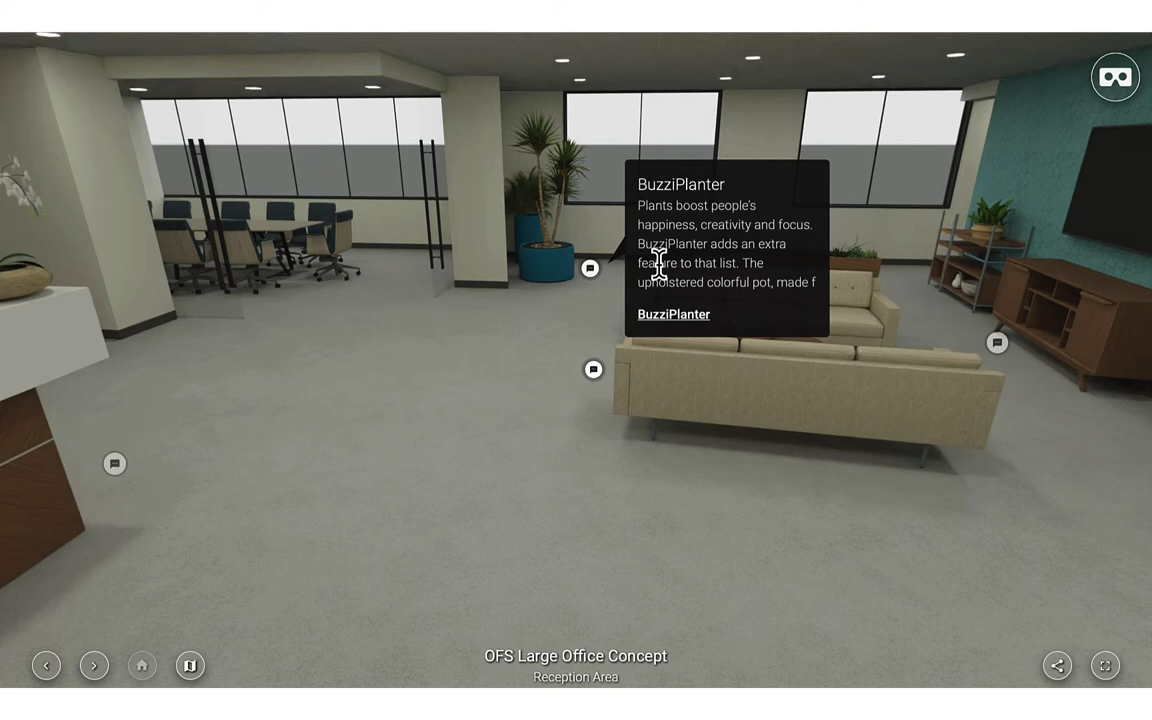 BuzziPlanter
Plants boost people's
happiness, creativity and focus.
BuzziPlanter adds an extra
feature to that list. The
upholstered colorful pot, made f
BuzziPlanter
OFS Large Office Concept
Reception Area